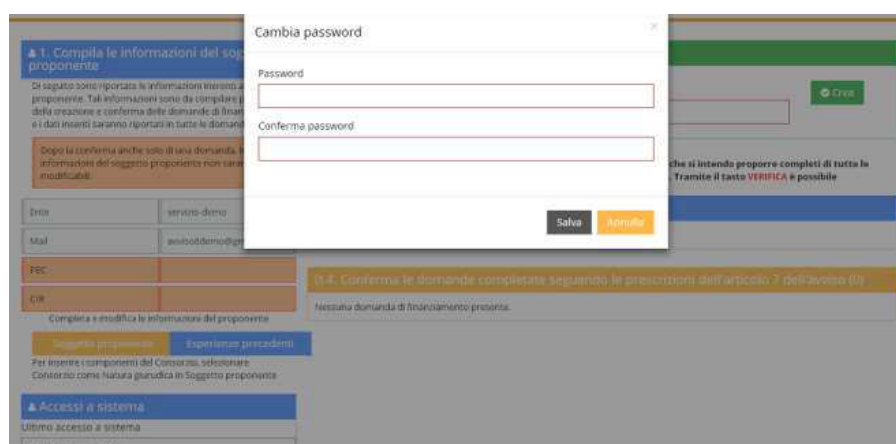 Cambia password
×
Password
Conferma password
Salva
Annulla
1. Compila le informazioni del sog
proponente
Di seguito sono riportate le informazioni inerenti a
proponente. Tali informazioni sono da compilare p
della creazione e conferma delle domande di finan
e i dati inseriti saranno riportati in tutte le domand
Dopo la conferma anche solo di una domanda, l
informazioni del soggetto proponente non sara
modificabili.
Ente
servizio-demo
Mail
PEC
CIR
Completa e modifica le informazioni del proponente
Soggetto proponente
Esperienze precedenti
Per inserire i componenti del Consorzio, selezionare
Consorzio come Natura giurudica in Soggetto proponente
Accessi a sistema
Ultimo accesso a sistema
Crea
che si intendo proporre completi di tutte le
. Tramite il tasto VERIFICA è possibile
4. Conferma le domande completate seguendo le prescrizioni dell'articolo 7 dell'avviso (0)
Nessuna domanda di finanziamento presente.